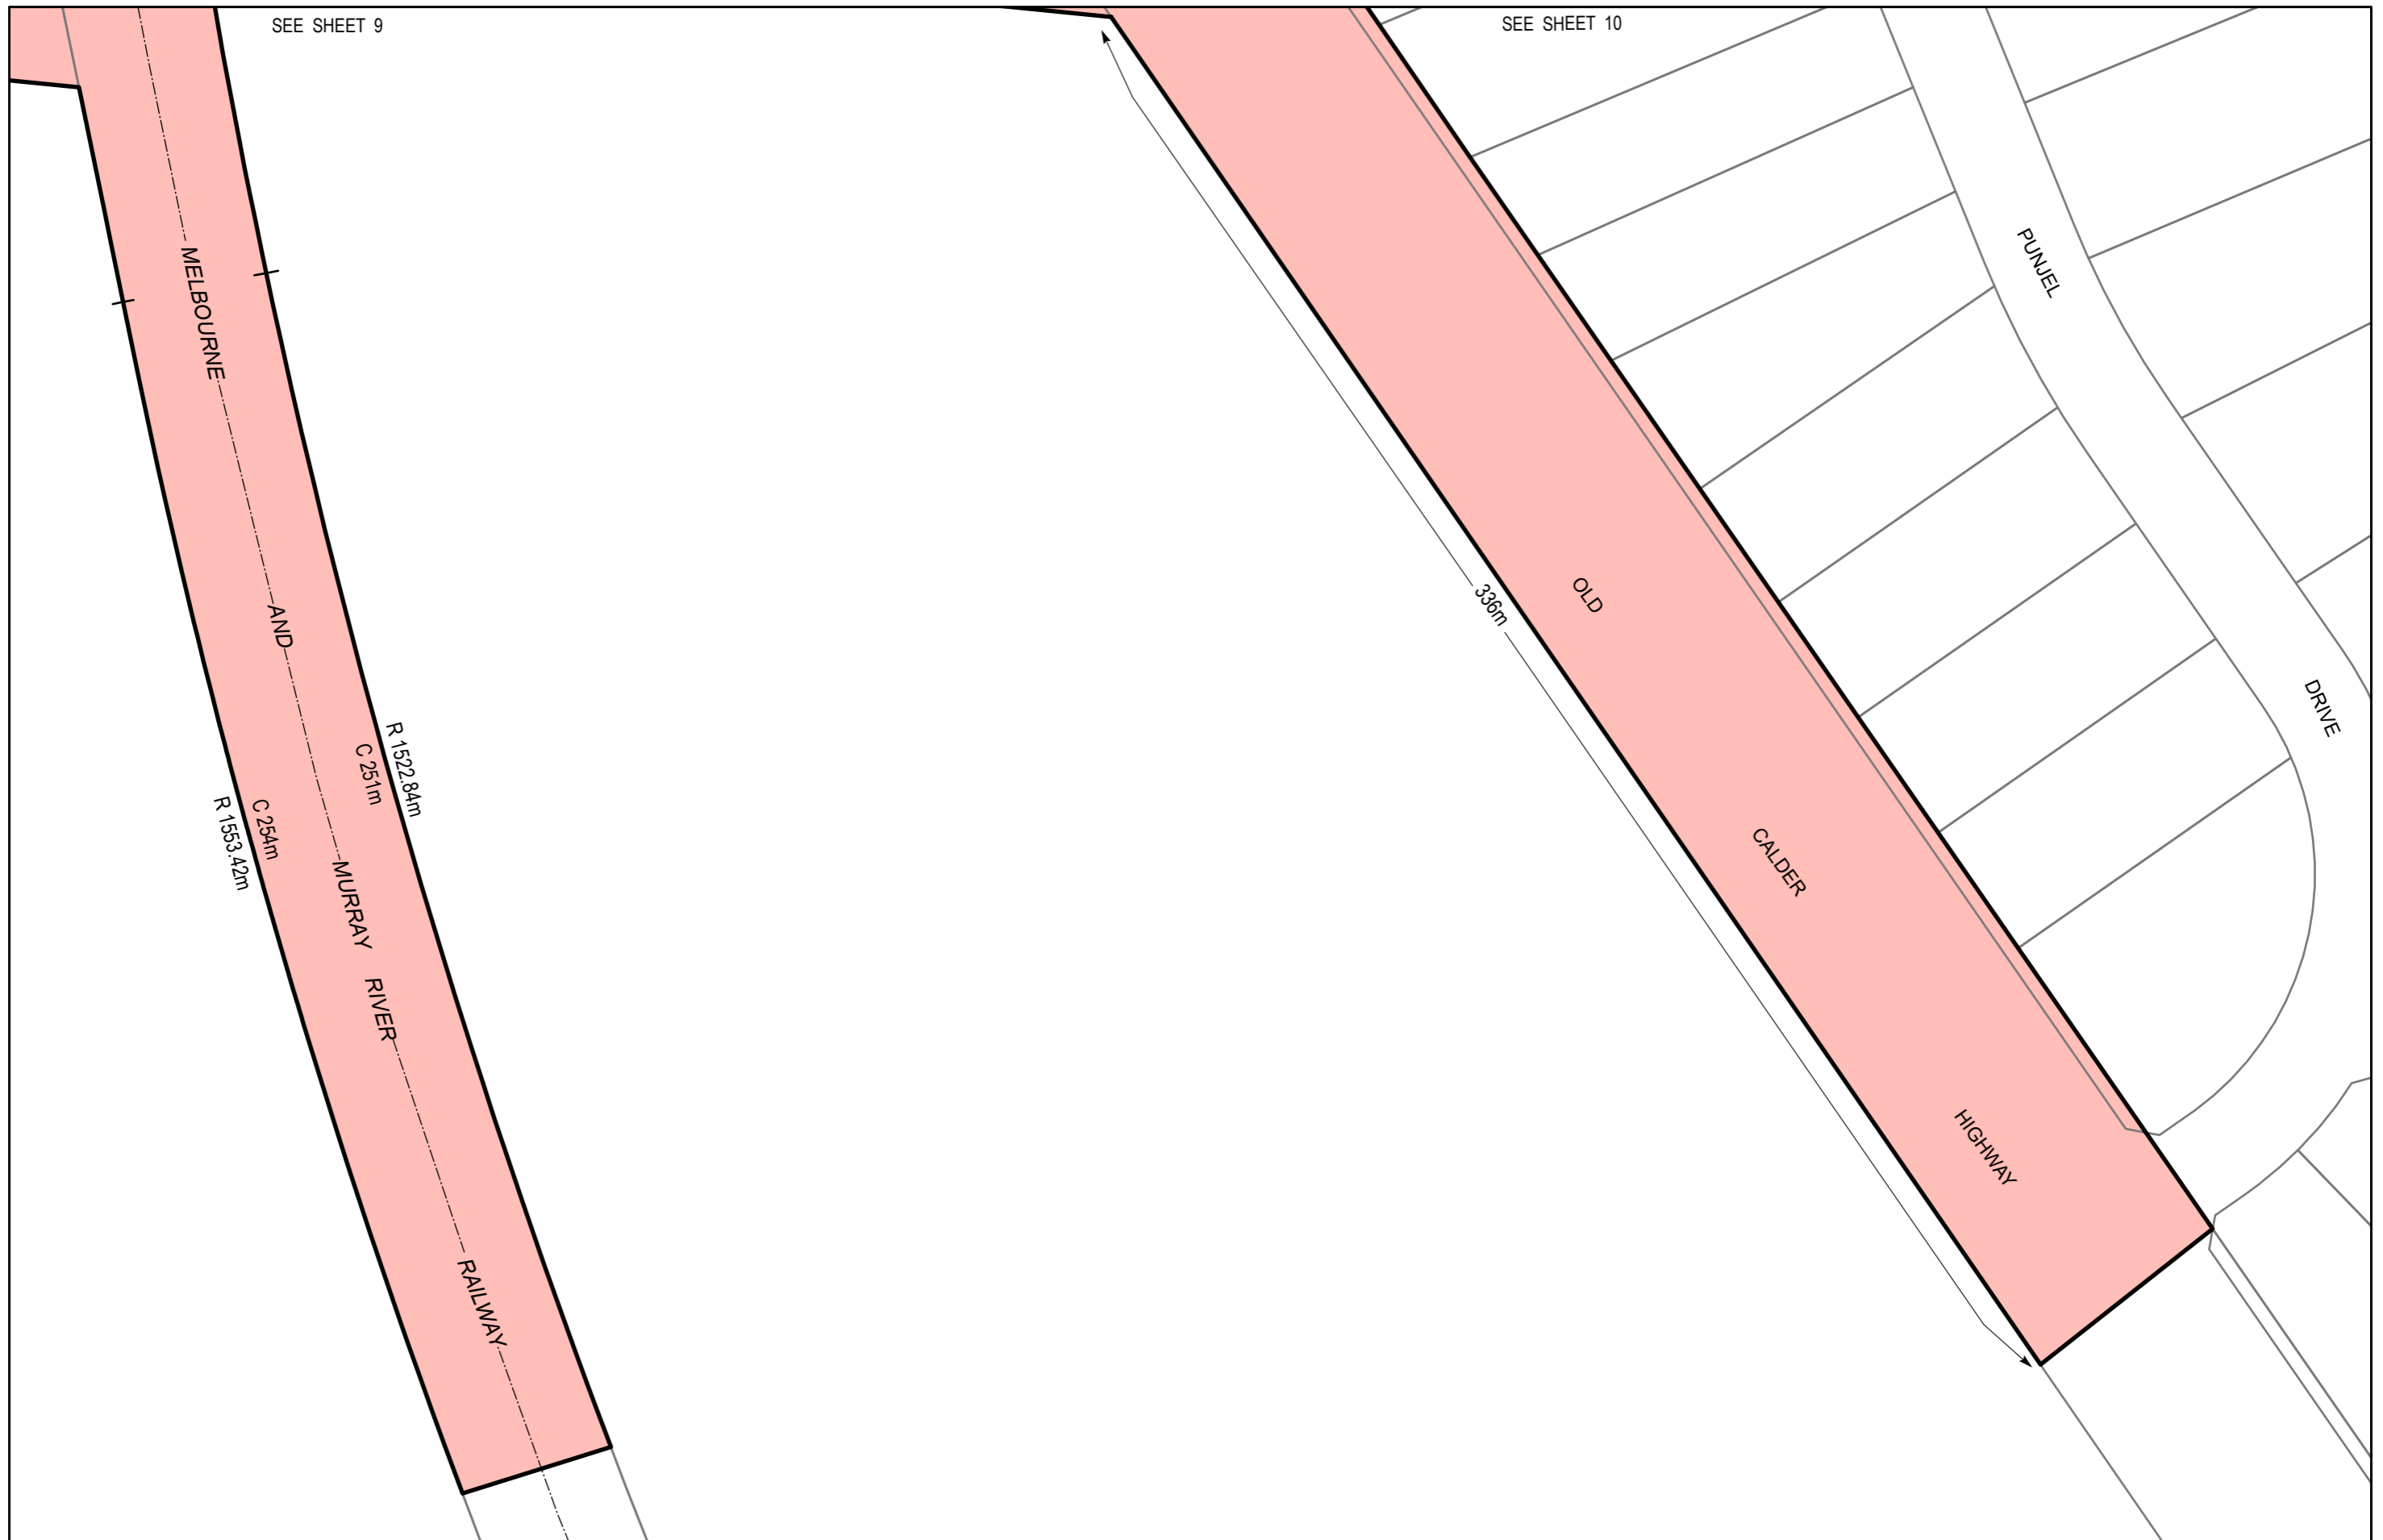 SEE SHEET 9
SEE SHEET 10
MELBOURNE
AND
MURRAY RIVER
RAILWAY
R 1522.84m
C 251m
C 254m
R 1553.42m
336m
OLD
CALDER
HIGHWAY
PUNJEL
DRIVE